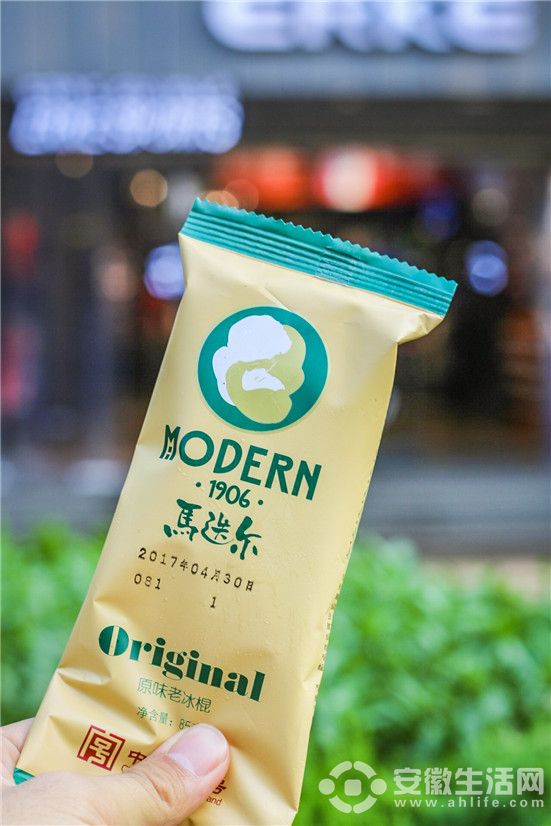 MODERN
·1906·
馬迭尔
2017年04月30日
081 1
Original
原味老冰棍
净含量:85
安徽生活网
www.ahlife.com